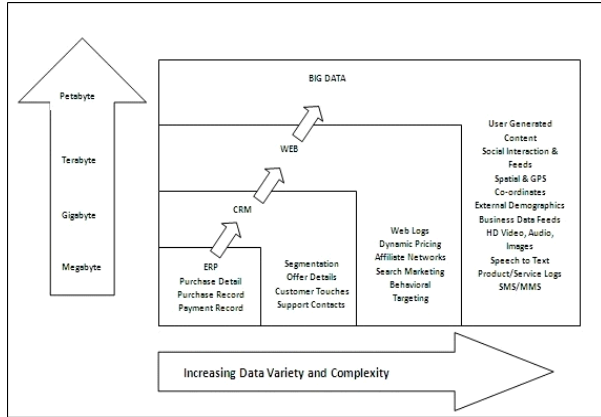 BIG DATA
Petabyte
Terabyte
Gigabyte
Megabyte
WEB
CRM
ERP
Purchase Detail
Purchase Record
Payment Record
Segmentation
Offer Details
Customer Touches
Support Contacts
Web Logs
Dynamic Pricing
Affiliate Networks
Search Marketing
Behavioral
Targeting
User Generated
Content
Social Interaction &
Feeds
Spatial & GPS
Co-ordinates
External Demographics
Business Data Feeds
HD Video, Audio,
Images
Speech to Text
Product/Service Logs
SMS/MMS
Increasing Data Variety and Complexity